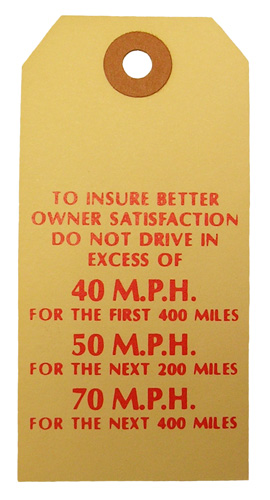 TO INSURE BETTER
OWNER SATISFACTION
DO NOT DRIVE IN
EXCESS OF
40 M.P.H.
FOR THE FIRST 400 MILES
50 M.P.H.
FOR THE NEXT 200 MILES
70 M.P.H.
FOR THE NEXT 400 MILES